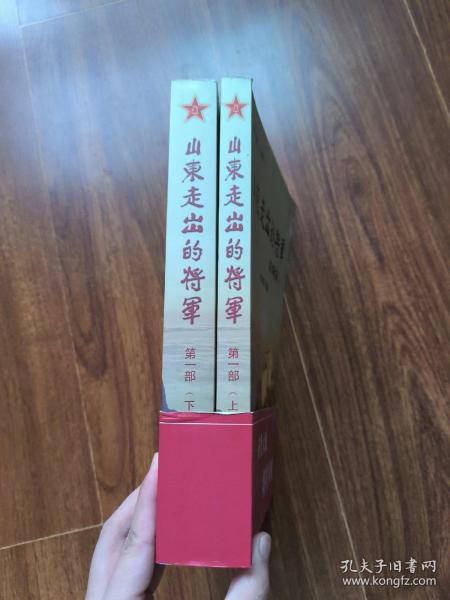 山東走出的将軍
第一部（下
山東走出的将軍
第一部（上
孔夫子旧书网
www.kongfz.com